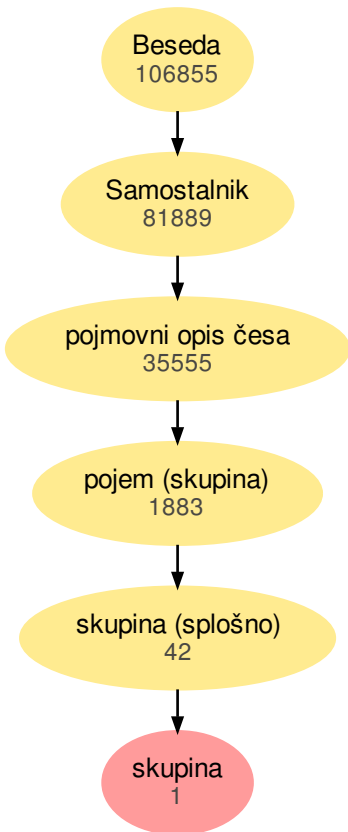 Beseda
106855
Samostalnik
81889
pojmovni opis česa
35555
pojem (skupina)
1883
skupina (splošno)
42
skupina
1